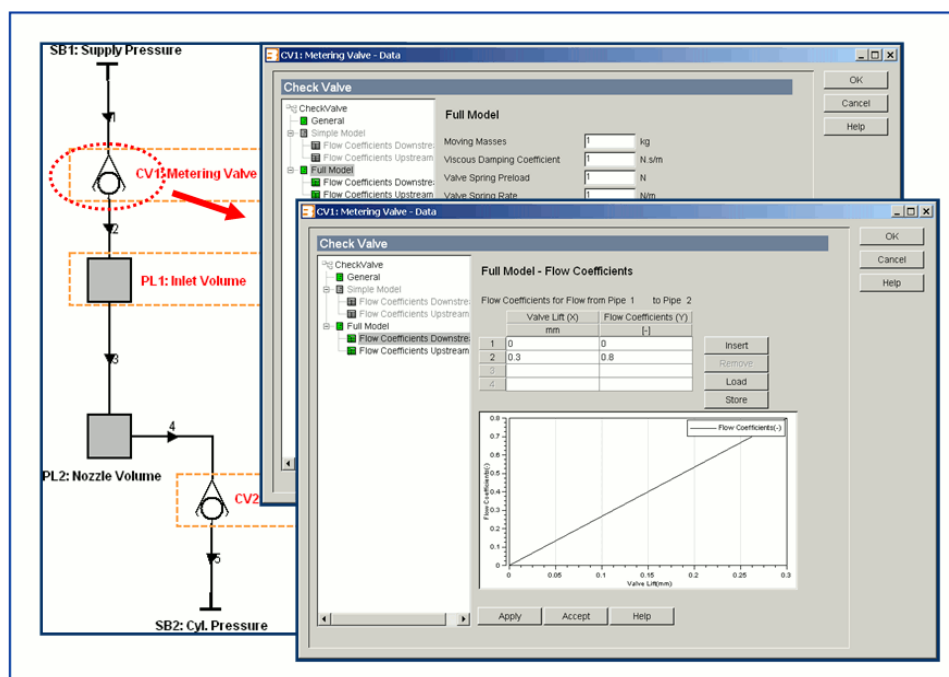 SB1: Supply Pressure
1
CV1: Metering Valve
2
PL1: Inlet Volume
3
4
PL2: Nozzle Volume
CV2
5
SB2: Cyl. Pressure
CV1: Metering Valve - Data
Check Valve
CheckValve
General
Simple Model
Flow Coefficients Downstrea
Flow Coefficients Upstream
Full Model
Flow Coefficients Downstrea
Flow Coefficients Upstream
Full Model
Moving Masses 1 kg
Viscous Damping Coefficient 1 N.s/m
Valve Spring Preload 1 N
Valve Spring Rate 1 N/m
OK
Cancel
Help
CV1: Metering Valve - Data
Check Valve
CheckValve
General
Simple Model
Flow Coefficients Downstrea
Flow Coefficients Upstream
Full Model
Flow Coefficients Downstrea
Flow Coefficients Upstream
Full Model - Flow Coefficients
Flow Coefficients for Flow from Pipe 1 to Pipe 2
Valve Lift (X) Flow Coefficients (Y)
mm [-]
1 0 0
2 0.3 0.8
3
4
Insert
Remove
Load
Store
Flow Coefficients(-)
0.8
0.7
0.6
0.5
0.4
0.3
0.2
0.1
0
Flow Coefficients(-)
0 0.05 0.1 0.15 0.2 0.25 0.3
Valve Lift(mm)
Apply Accept Help
OK
Cancel
Help